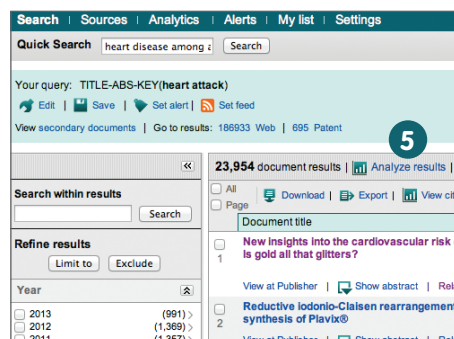 Search | Sources | Analytics | Alerts | My list | Settings
Quick Search heart disease among Search
Your query: TITLE-ABS-KEY(heart attack)
Edit | Save | Set alert | Set feed
View secondary documents | Go to results: 186933 Web | 695 Patent
5
«
23,954 document results | Analyze results |
Search within results
Search
All
Page
Download | Export | View
Document title
Refine results
Limit to Exclude
Year
2013 (991)
2012 (1,369)
2011 (1,357)
1
New insights into the cardiovascular risk
Is gold all that glitters?
View at Publisher | Show abstract |
2
Reductive iodonio-Claisen rearrangement
synthesis of Plavix®
View at Publisher | Show abstract |